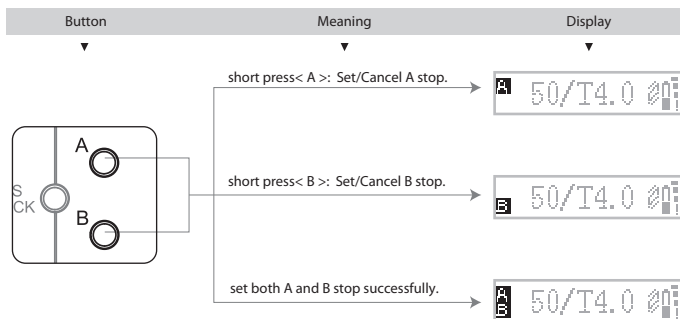 Button Meaning Display
short press< A >: Set/Cancel A stop.
A 50/T4.0
A
short press< B >: Set/Cancel B stop.
S
CK
B
B 50/T4.0
set both A and B stop successfully.
A
B 50/T4.0